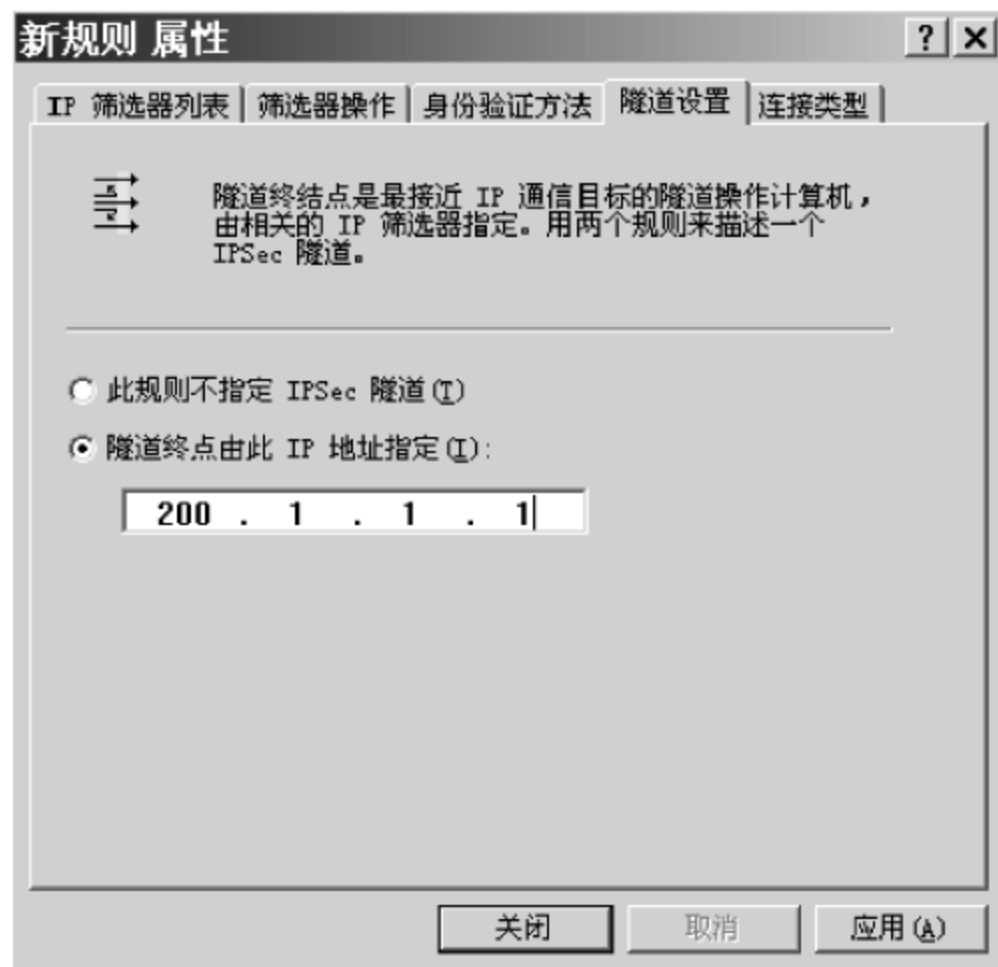 新规则 属性
IP 筛选器列表 筛选器操作 身份验证方法 隧道设置 连接类型
隧道终结点是最接近 IP 通信目标的隧道操作计算机，
由相关的 IP 筛选器指定。用两个规则来描述一个
IPSec 隧道。
此规则不指定 IPSec 隧道(T)
隧道终点由此 IP 地址指定(I):
200 . 1 . 1 . 1
关闭 取消 应用(A)